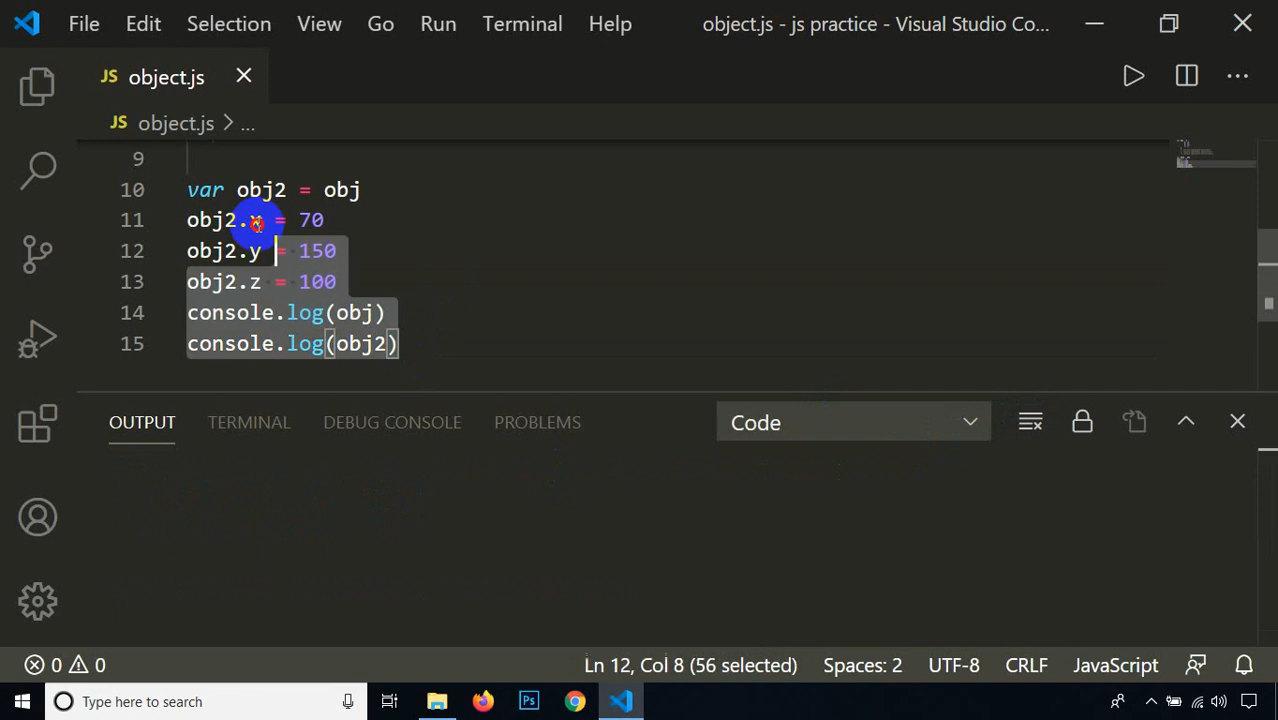 File Edit Selection View Go Run Terminal Help object.js - js practice - Visual Studio Co...
JS object.js
JS object.js > ...
9
10 var obj2 = obj
11 obj2. = 70
12 obj2.y = 150
13 obj2.z = 100
14 console.log(obj)
15 console.log(obj2)
OUTPUT TERMINAL DEBUG CONSOLE PROBLEMS Code
0 0 Ln 12, Col 8 (56 selected) Spaces: 2 UTF-8 CRLF JavaScript
Type here to search Ps